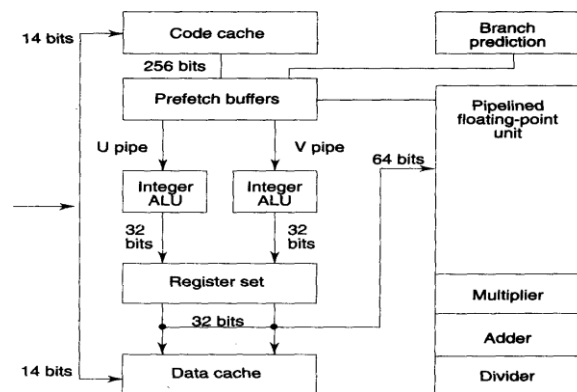 14 bits
Code cache
Branch
prediction
256 bits
Prefetch buffers
Pipelined
floating-point
unit
U pipe
V pipe
64 bits
Integer
ALU
Integer
ALU
32
bits
32
bits
Register set
32 bits
Multiplier
Adder
14 bits
Data cache
Divider